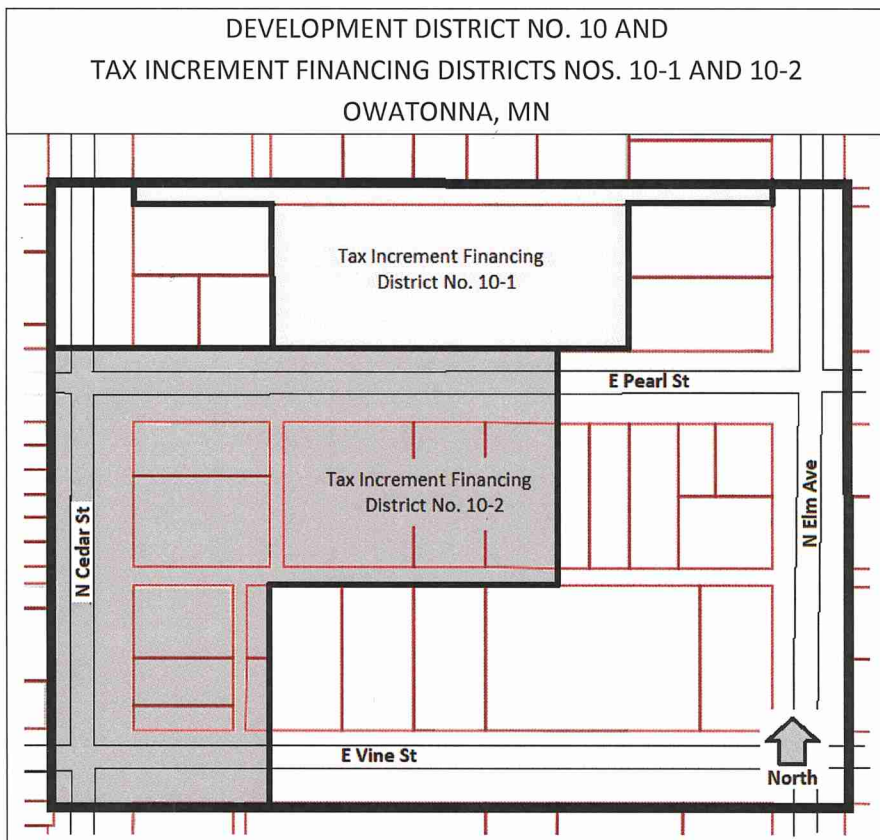 DEVELOPMENT DISTRICT NO. 10 AND
TAX INCREMENT FINANCING DISTRICTS NOS. 10-1 AND 10-2
OWATONNA, MN
Tax Increment Financing
District No. 10-1
E Pearl St
Tax Increment Financing
District No. 10-2
N Cedar St
N Elm Ave
E Vine St
North